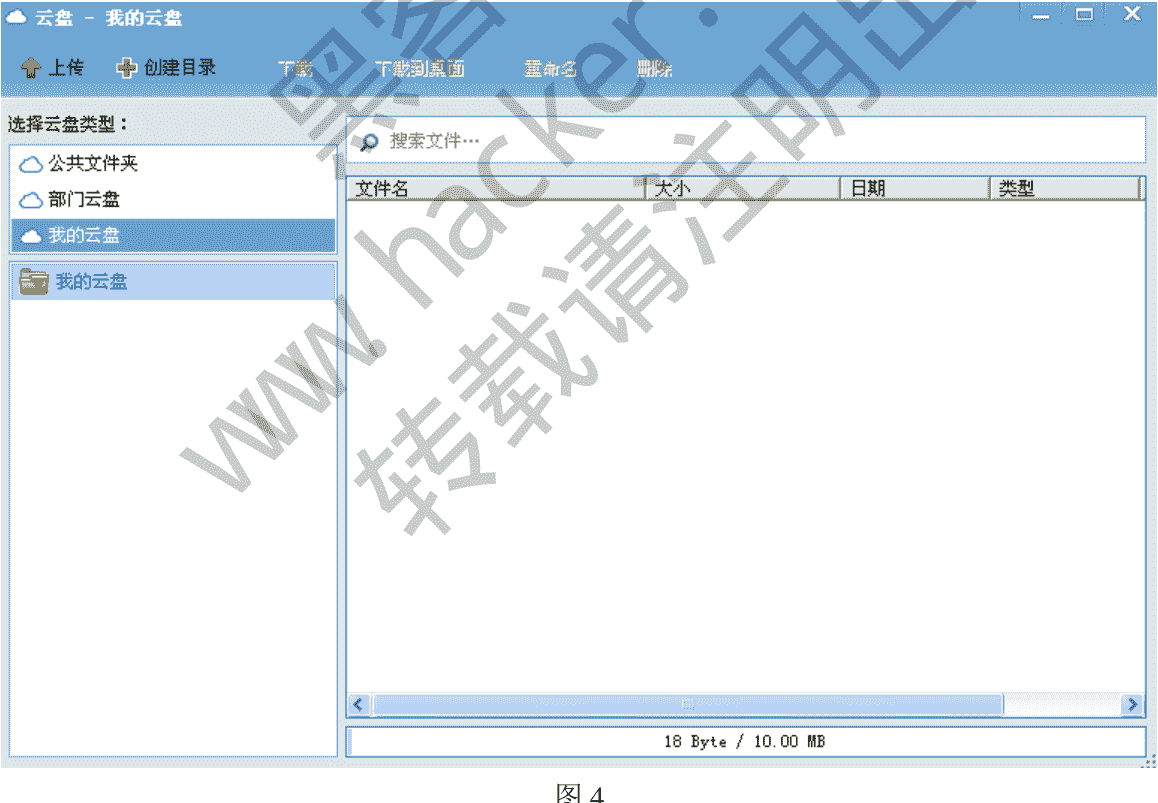 云盘 - 我的云盘
上传 创建目录 下载 下载到桌面 重命名 删除
选择云盘类型：
公共文件夹
部门云盘
我的云盘
我的云盘
搜索文件…
文件名 大小 日期 类型
18 Byte / 10.00 MB
图 4
黑客
www.hacker.
转载请注明